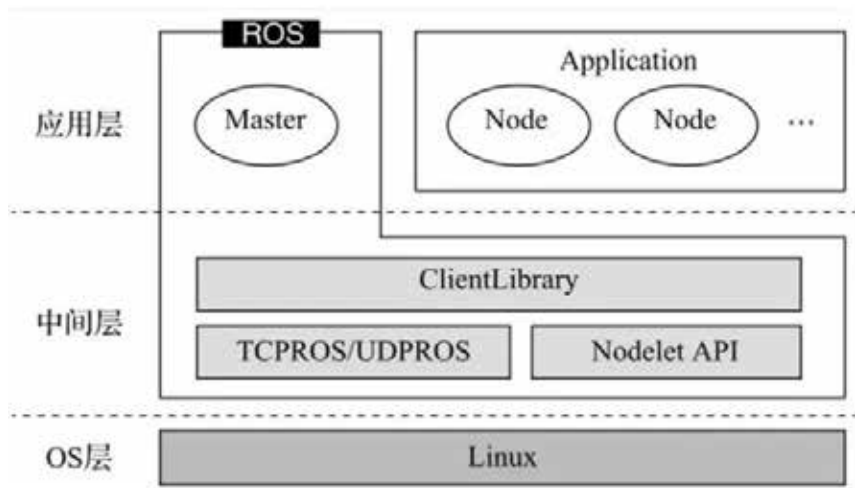 ROS
Application
应用层
Master
Node
Node
...
ClientLibrary
中间层
TCPROS/UDPROS
Nodelet API
OS层
Linux